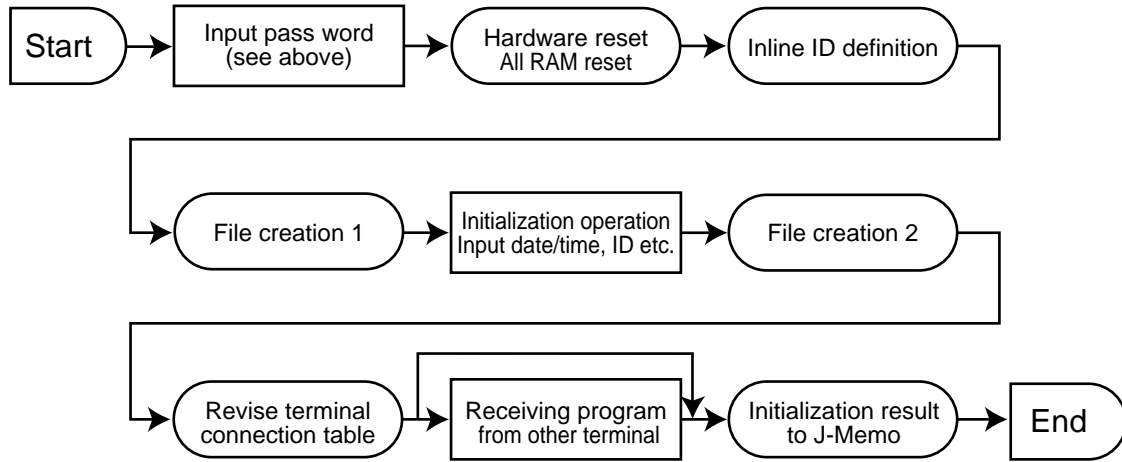 Start
Input pass word
(see above)
Hardware reset
All RAM reset
Inline ID definition
File creation 1
Initialization operation
Input date/time, ID etc.
File creation 2
Revise terminal
connection table
Receiving program
from other terminal
Initialization result
to J-Memo
End